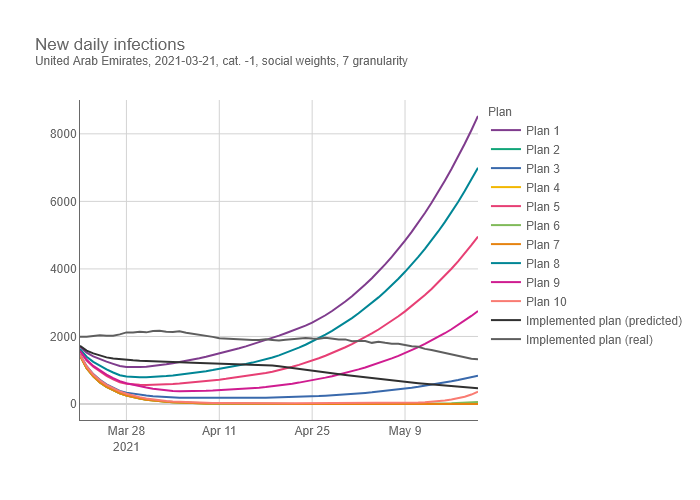 New daily infections
United Arab Emirates, 2021-03-21, cat. -1, social weights, 7 granularity
Plan
Plan 1
Plan 2
Plan 3
Plan 4
Plan 5
Plan 6
Plan 7
Plan 8
Plan 9
Plan 10
Implemented plan (predicted)
Implemented plan (real)
8000
6000
4000
2000
0
Mar 28
2021
Apr 11
Apr 25
May 9